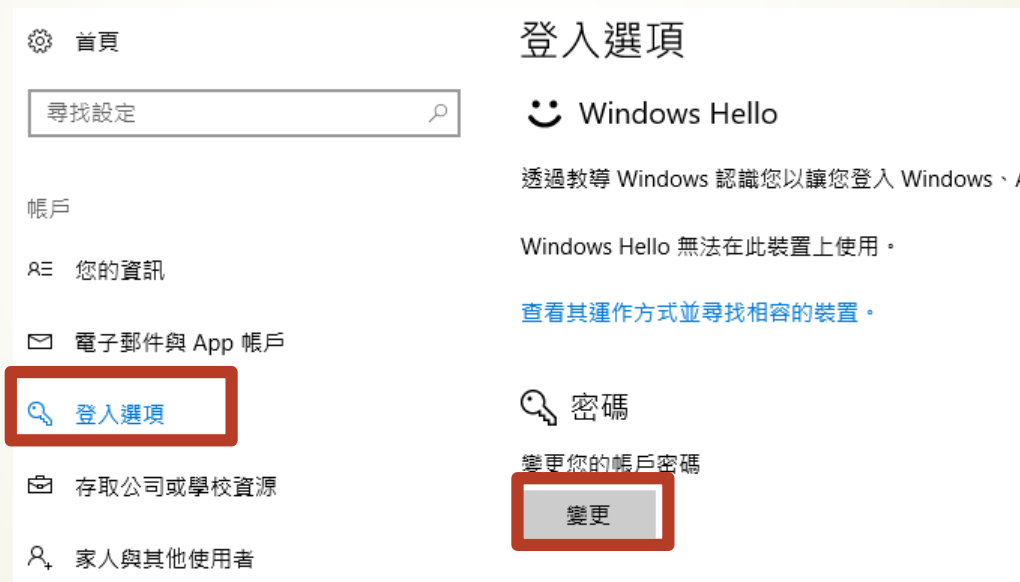 首頁
尋找設定
帳戶
您的資訊
電子郵件與 App 帳戶
登入選項
存取公司或學校資源
家人與其他使用者
登入選項
Windows Hello
透過教導 Windows 認識您以讓您登入 Windows、A
Windows Hello 無法在此裝置上使用。
查看其運作方式並尋找相容的裝置。
密碼
變更您的帳戶密碼
變更